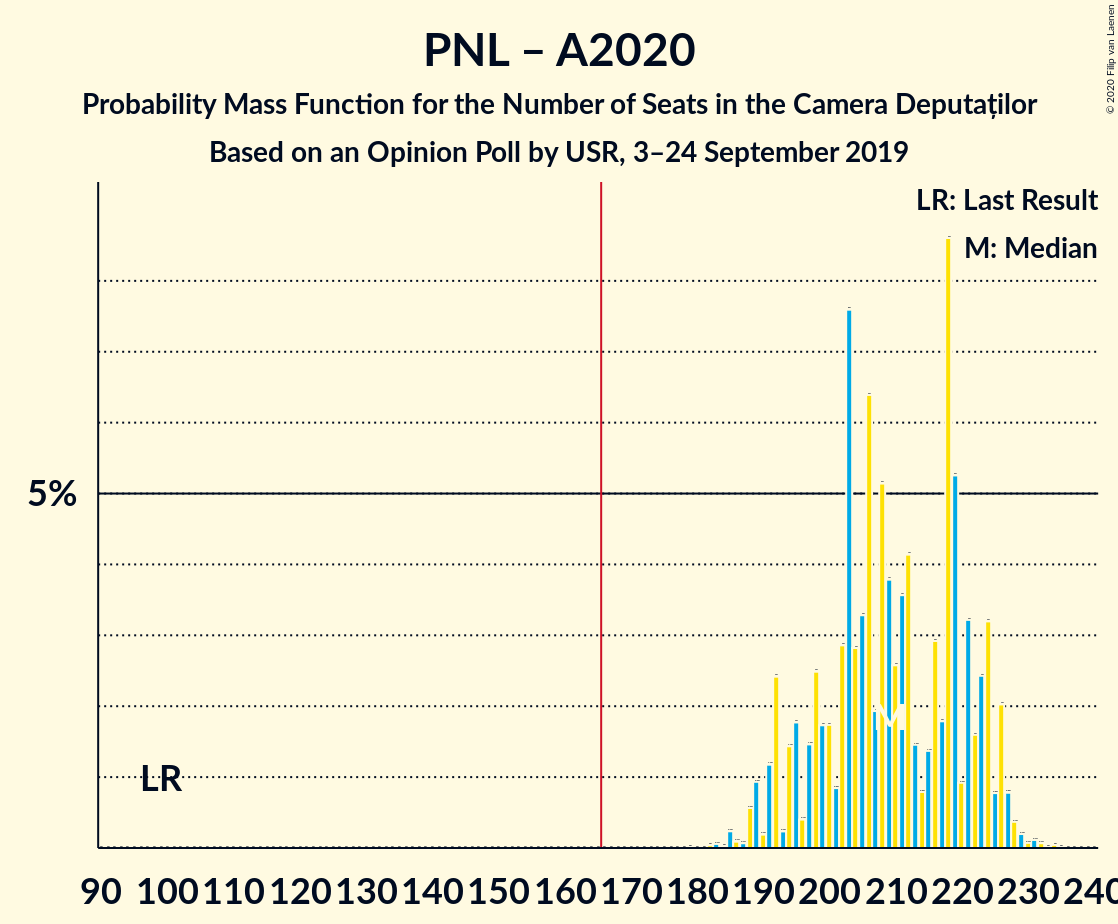 PNL – A2020
Probability Mass Function for the Number of Seats in the Camera Deputaților
Based on an Opinion Poll by USR, 3–24 September 2019
© 2020 Filip van Laenen
LR: Last Result
M: Median
5%
LR
M
90 100 110 120 130 140 150 160 170 180 190 200 210 220 230 240